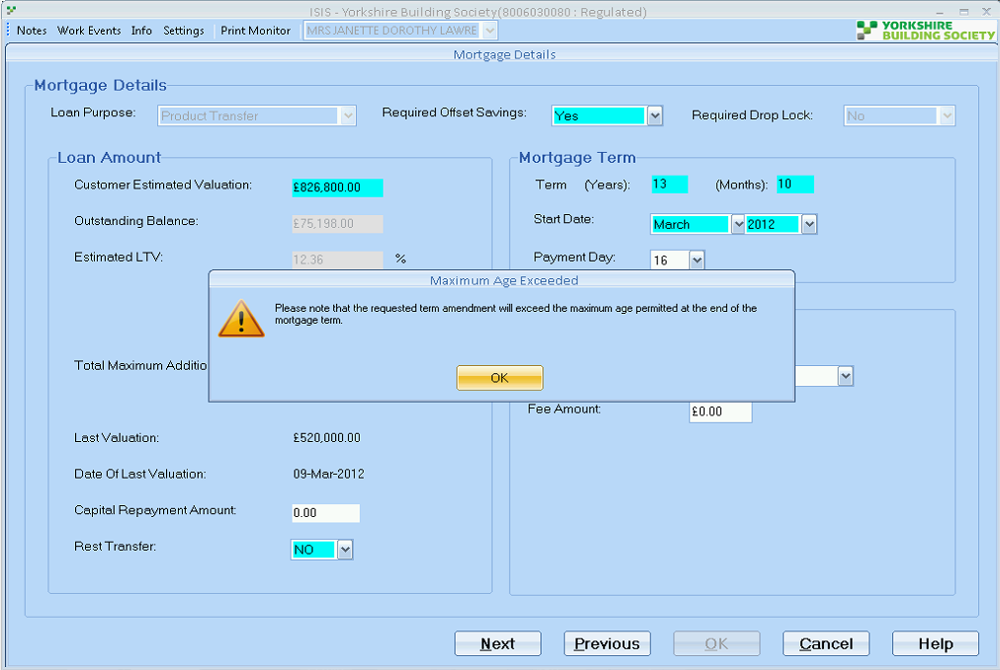 ISIS - Yorkshire Building Society(8006030080 : Regulated)
Notes Work Events Info Settings Print Monitor MRS JANETTE DOROTHY LAWRE
YORKSHIRE
BUILDING SOCIETY
Mortgage Details
Mortgage Details
Loan Purpose: Product Transfer Required Offset Savings: Yes Required Drop Lock: No
Loan Amount
Customer Estimated Valuation: £826,800.00
Outstanding Balance: £75,198.00
Estimated LTV: 12.36 %
Mortgage Term
Term (Years): 13 (Months): 10
Start Date: March 2012
Payment Day: 16
Maximum Age Exceeded
Please note that the requested term amendment will exceed the maximum age permitted at the end of the
mortgage term.
OK
Total Maximum Additio
Fee Amount: £0.00
Last Valuation: £520,000.00
Date Of Last Valuation: 09-Mar-2012
Capital Repayment Amount: 0.00
Rest Transfer: NO
Next Previous OK Cancel Help